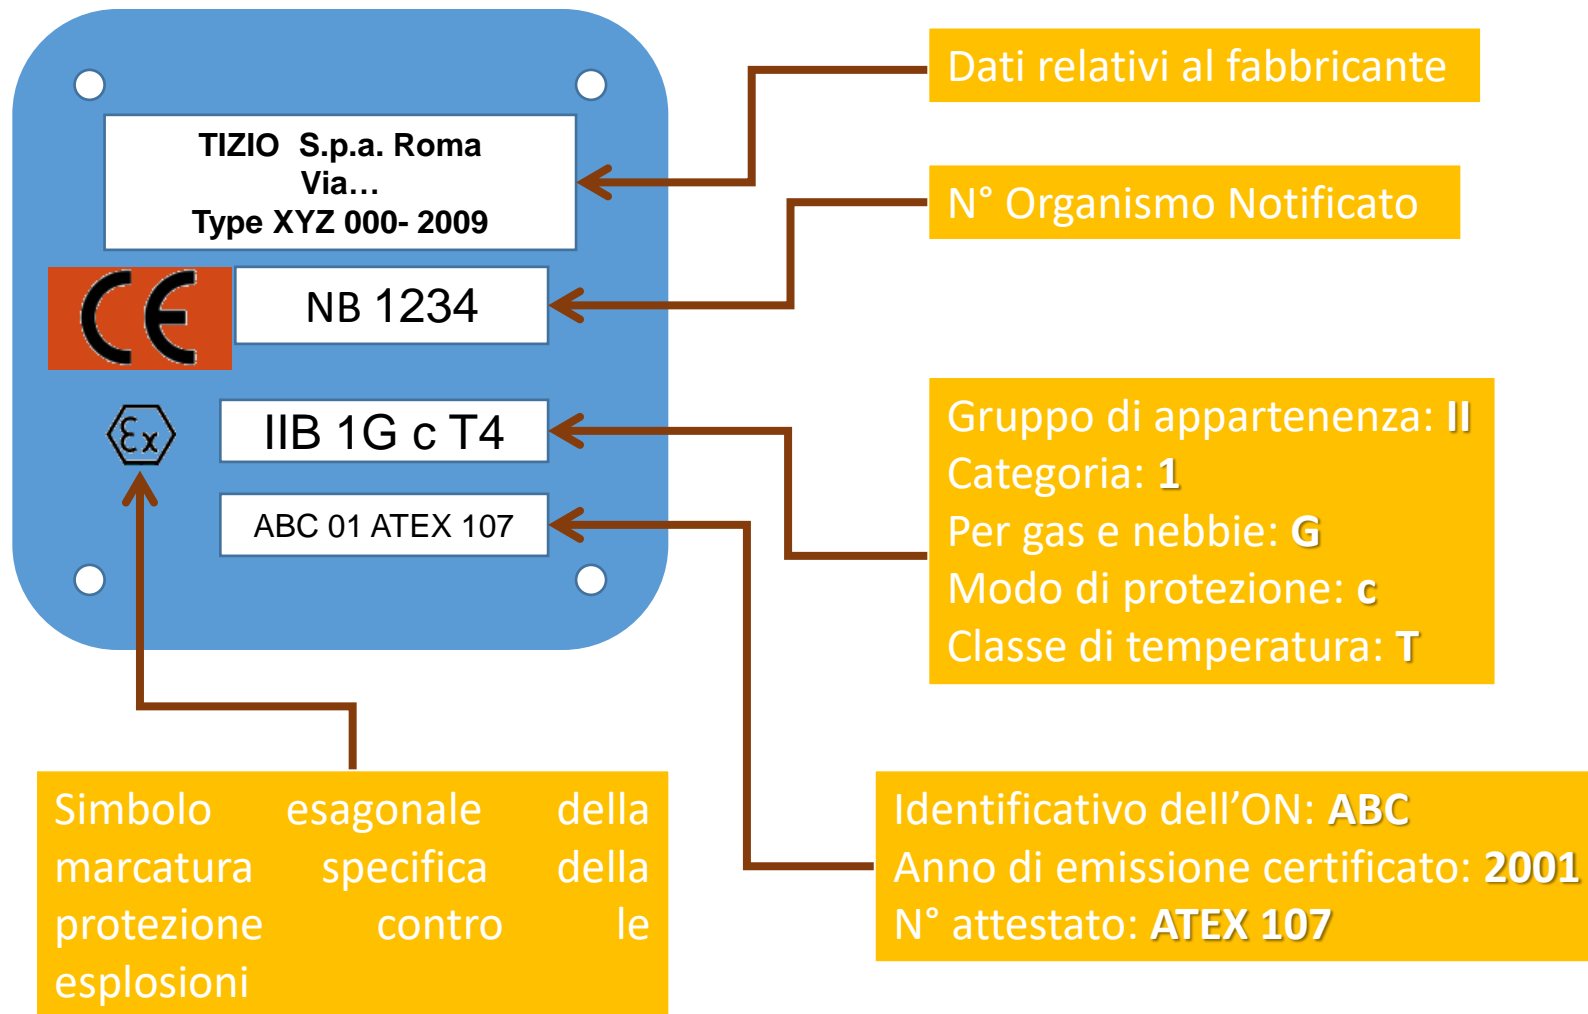 TIZIO S.p.a. Roma
Via...
Type XYZ 000- 2009
CE
NB 1234
Ex
IIB 1G c T4
ABC 01 ATEX 107
Dati relativi al fabbricante
N° Organismo Notificato
Gruppo di appartenenza: II
Categoria: 1
Per gas e nebbie: G
Modo di protezione: c
Classe di temperatura: T
Simbolo esagonale della
marcatura specifica della
protezione contro le
esplosioni
Identificativo dell’ON: ABC
Anno di emissione certificato: 2001
N° attestato: ATEX 107